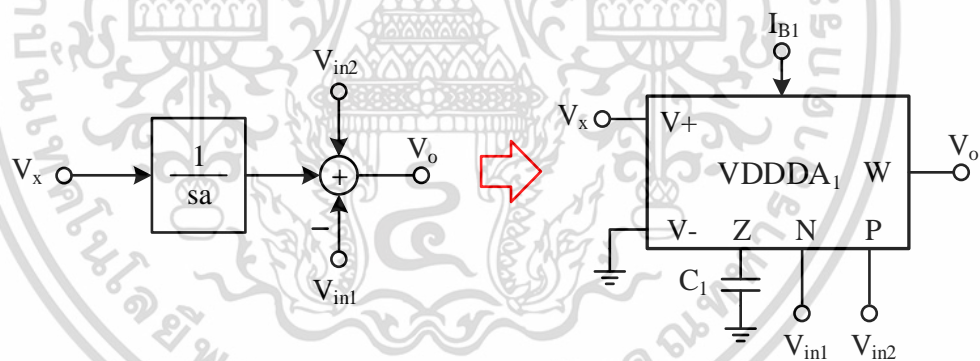 V_x
1
sa
V_in2
+
−
V_in1
V_o
I_B1
V_x
V+
VDDDA_1
W
V_o
V-
Z
N
P
C_1
V_in1
V_in2